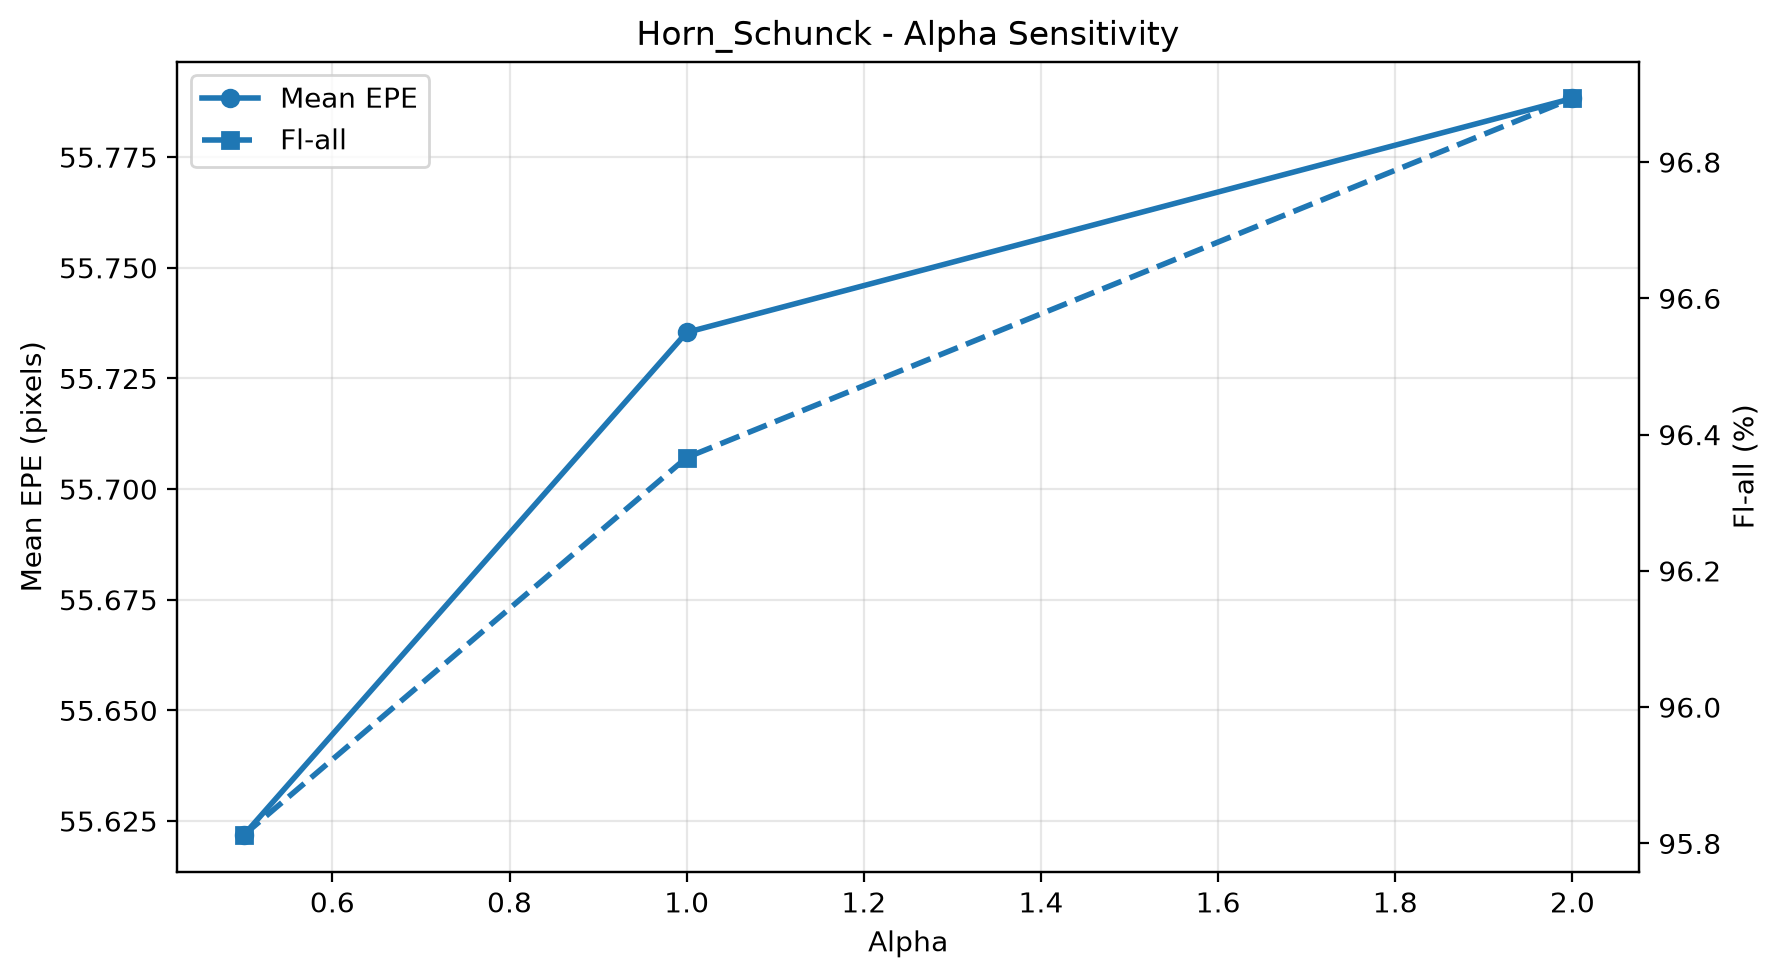 Horn_Schunck - Alpha Sensitivity
Mean EPE
Fl-all
Mean EPE (pixels)
55.775
55.750
55.725
55.700
55.675
55.650
55.625
96.8
96.6
96.4
96.2
96.0
95.8
Fl-all (%)
0.6 0.8 1.0 1.2 1.4 1.6 1.8 2.0
Alpha